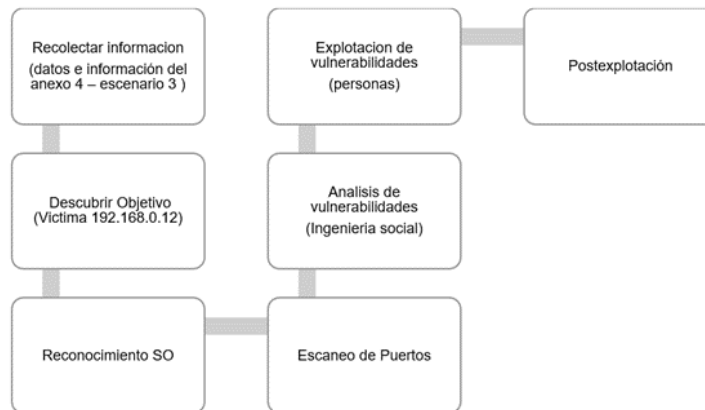 Recolectar informacion
(datos e información del
anexo 4 – escenario 3 )
Descubrir Objetivo
(Victima 192.168.0.12)
Reconocimiento SO
Escaneo de Puertos
Analisis de
vulnerabilidades
(Ingenieria social)
Explotacion de
vulnerabilidades
(personas)
Postexplotación